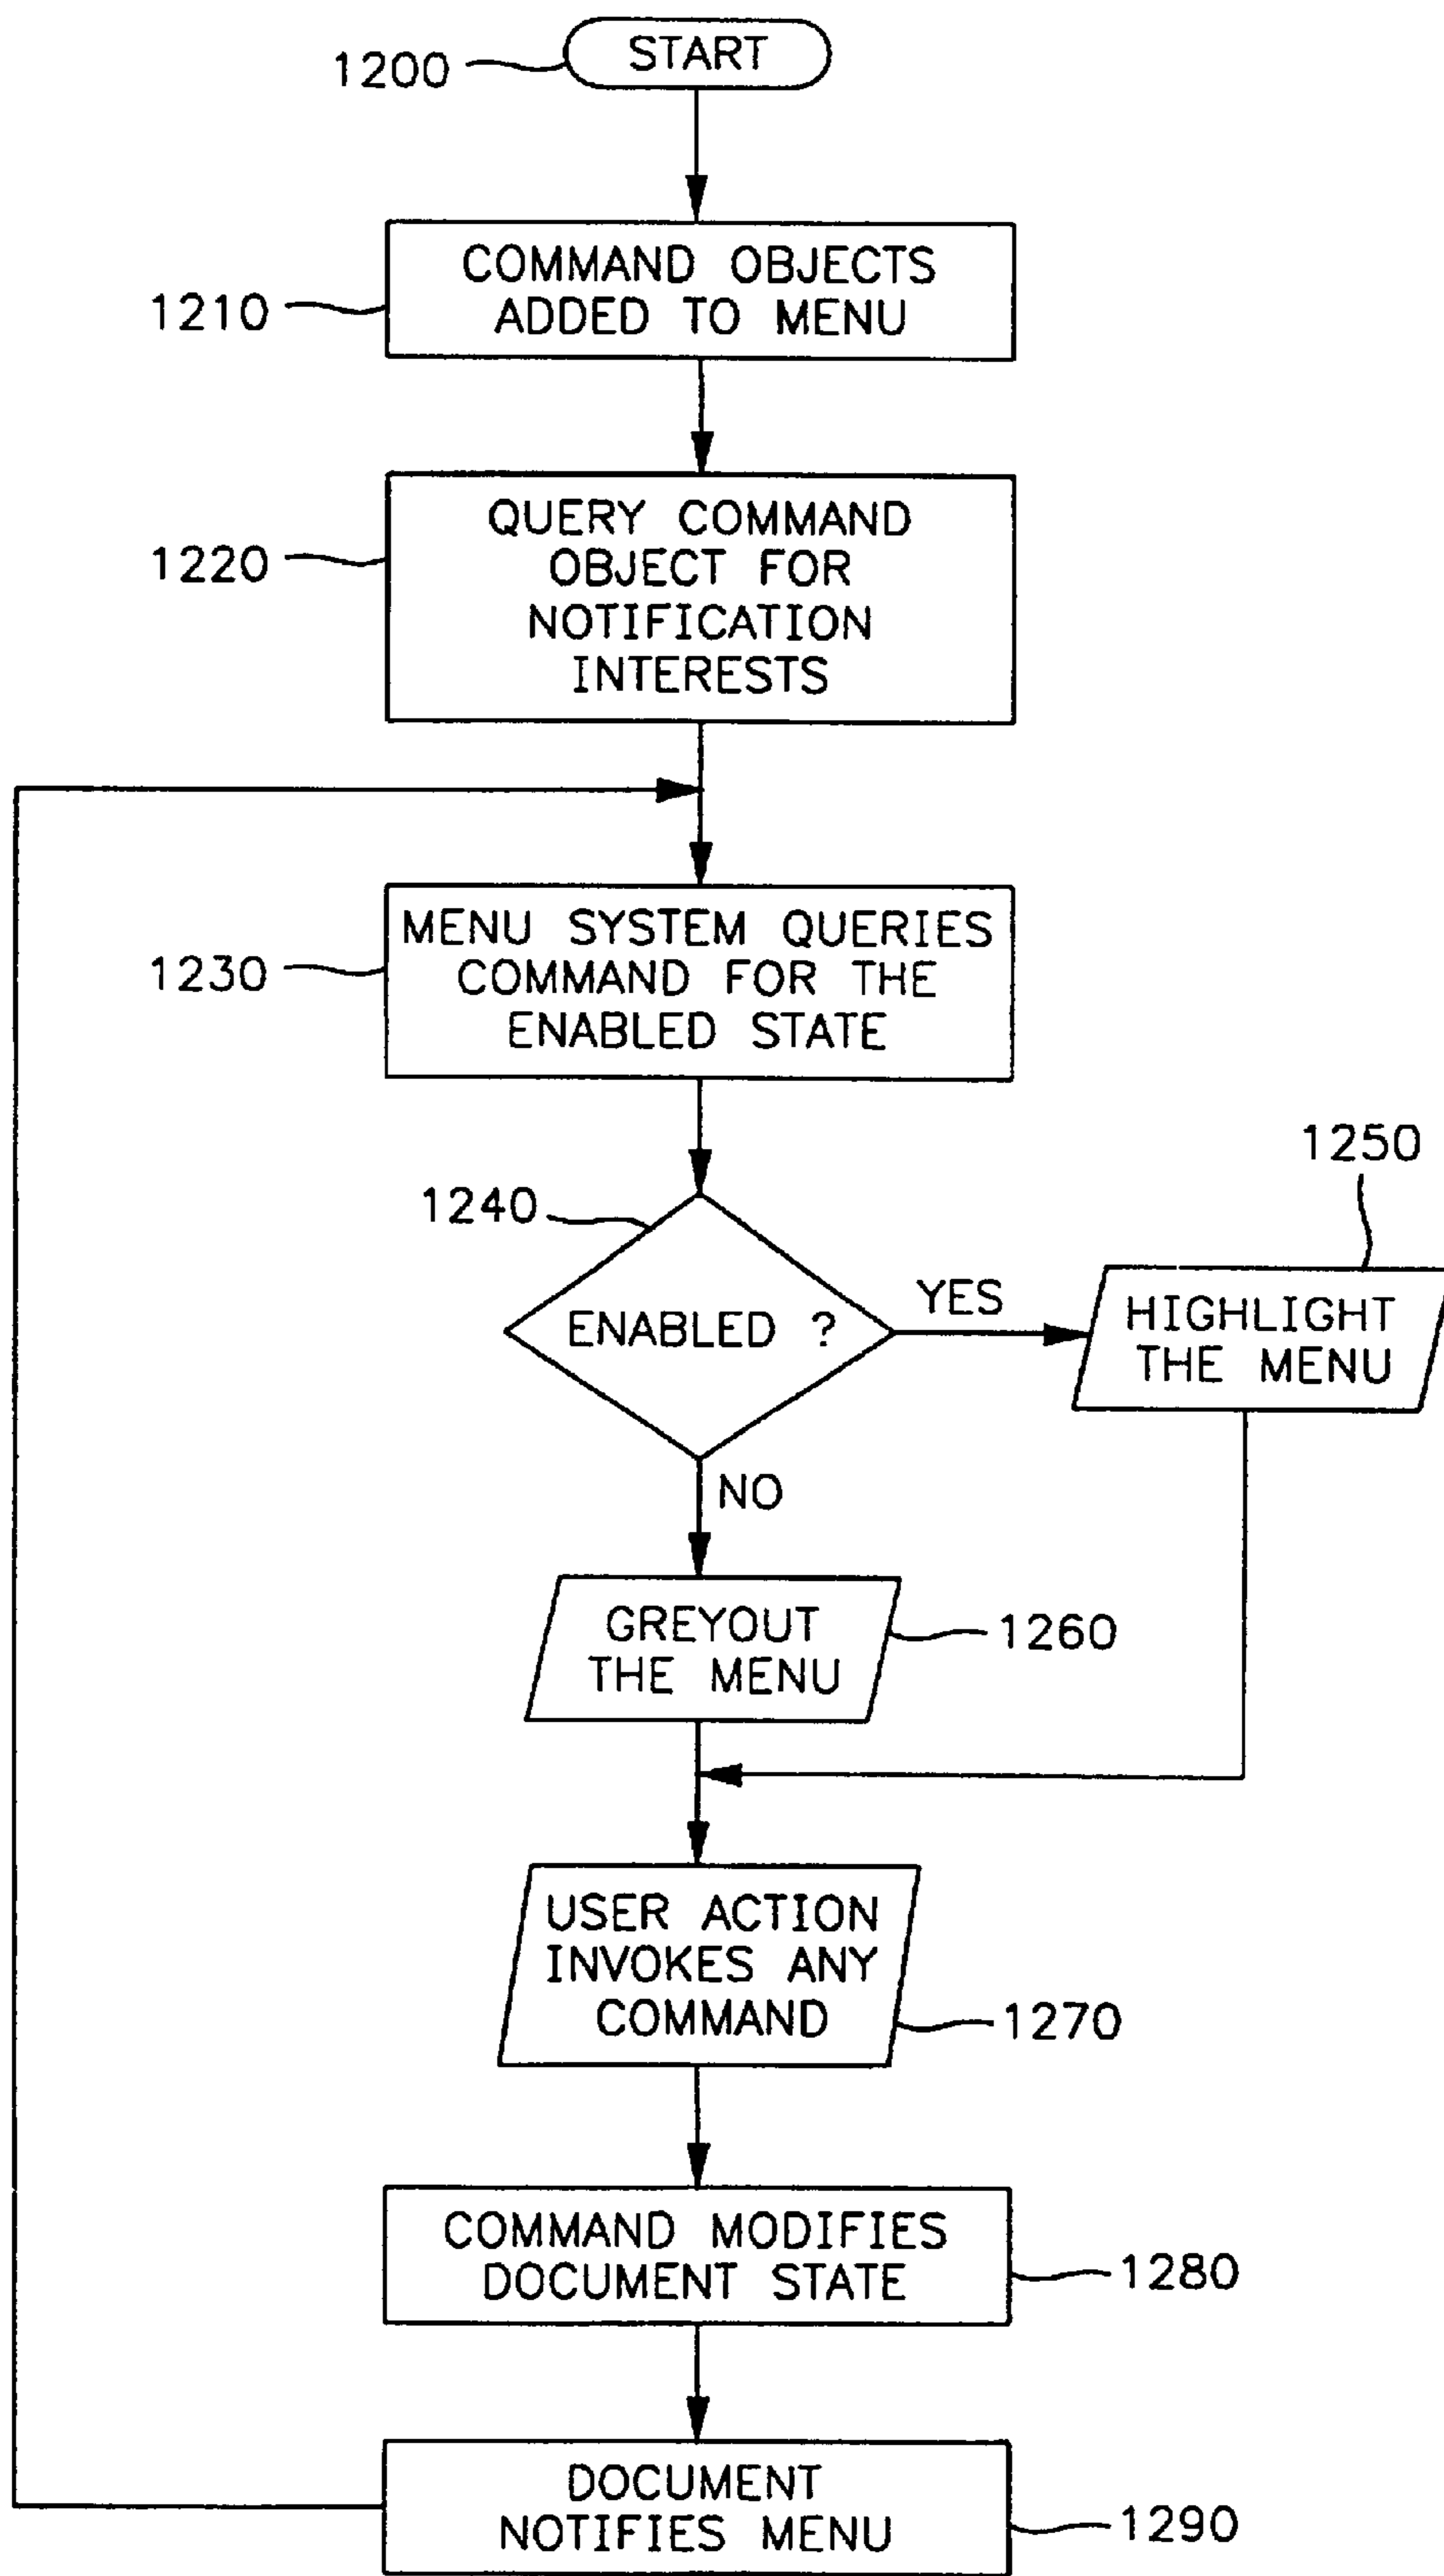 START
1200
COMMAND OBJECTS
ADDED TO MENU
1210
QUERY COMMAND
OBJECT FOR
NOTIFICATION
INTERESTS
1220
MENU SYSTEM QUERIES
COMMAND FOR THE
ENABLED STATE
1230
1240
ENABLED ?
YES
1250
HIGHLIGHT
THE MENU
NO
GREYOUT
THE MENU
1260
USER ACTION
INVOKES ANY
COMMAND
1270
COMMAND MODIFIES
DOCUMENT STATE
1280
DOCUMENT
NOTIFIES MENU
1290